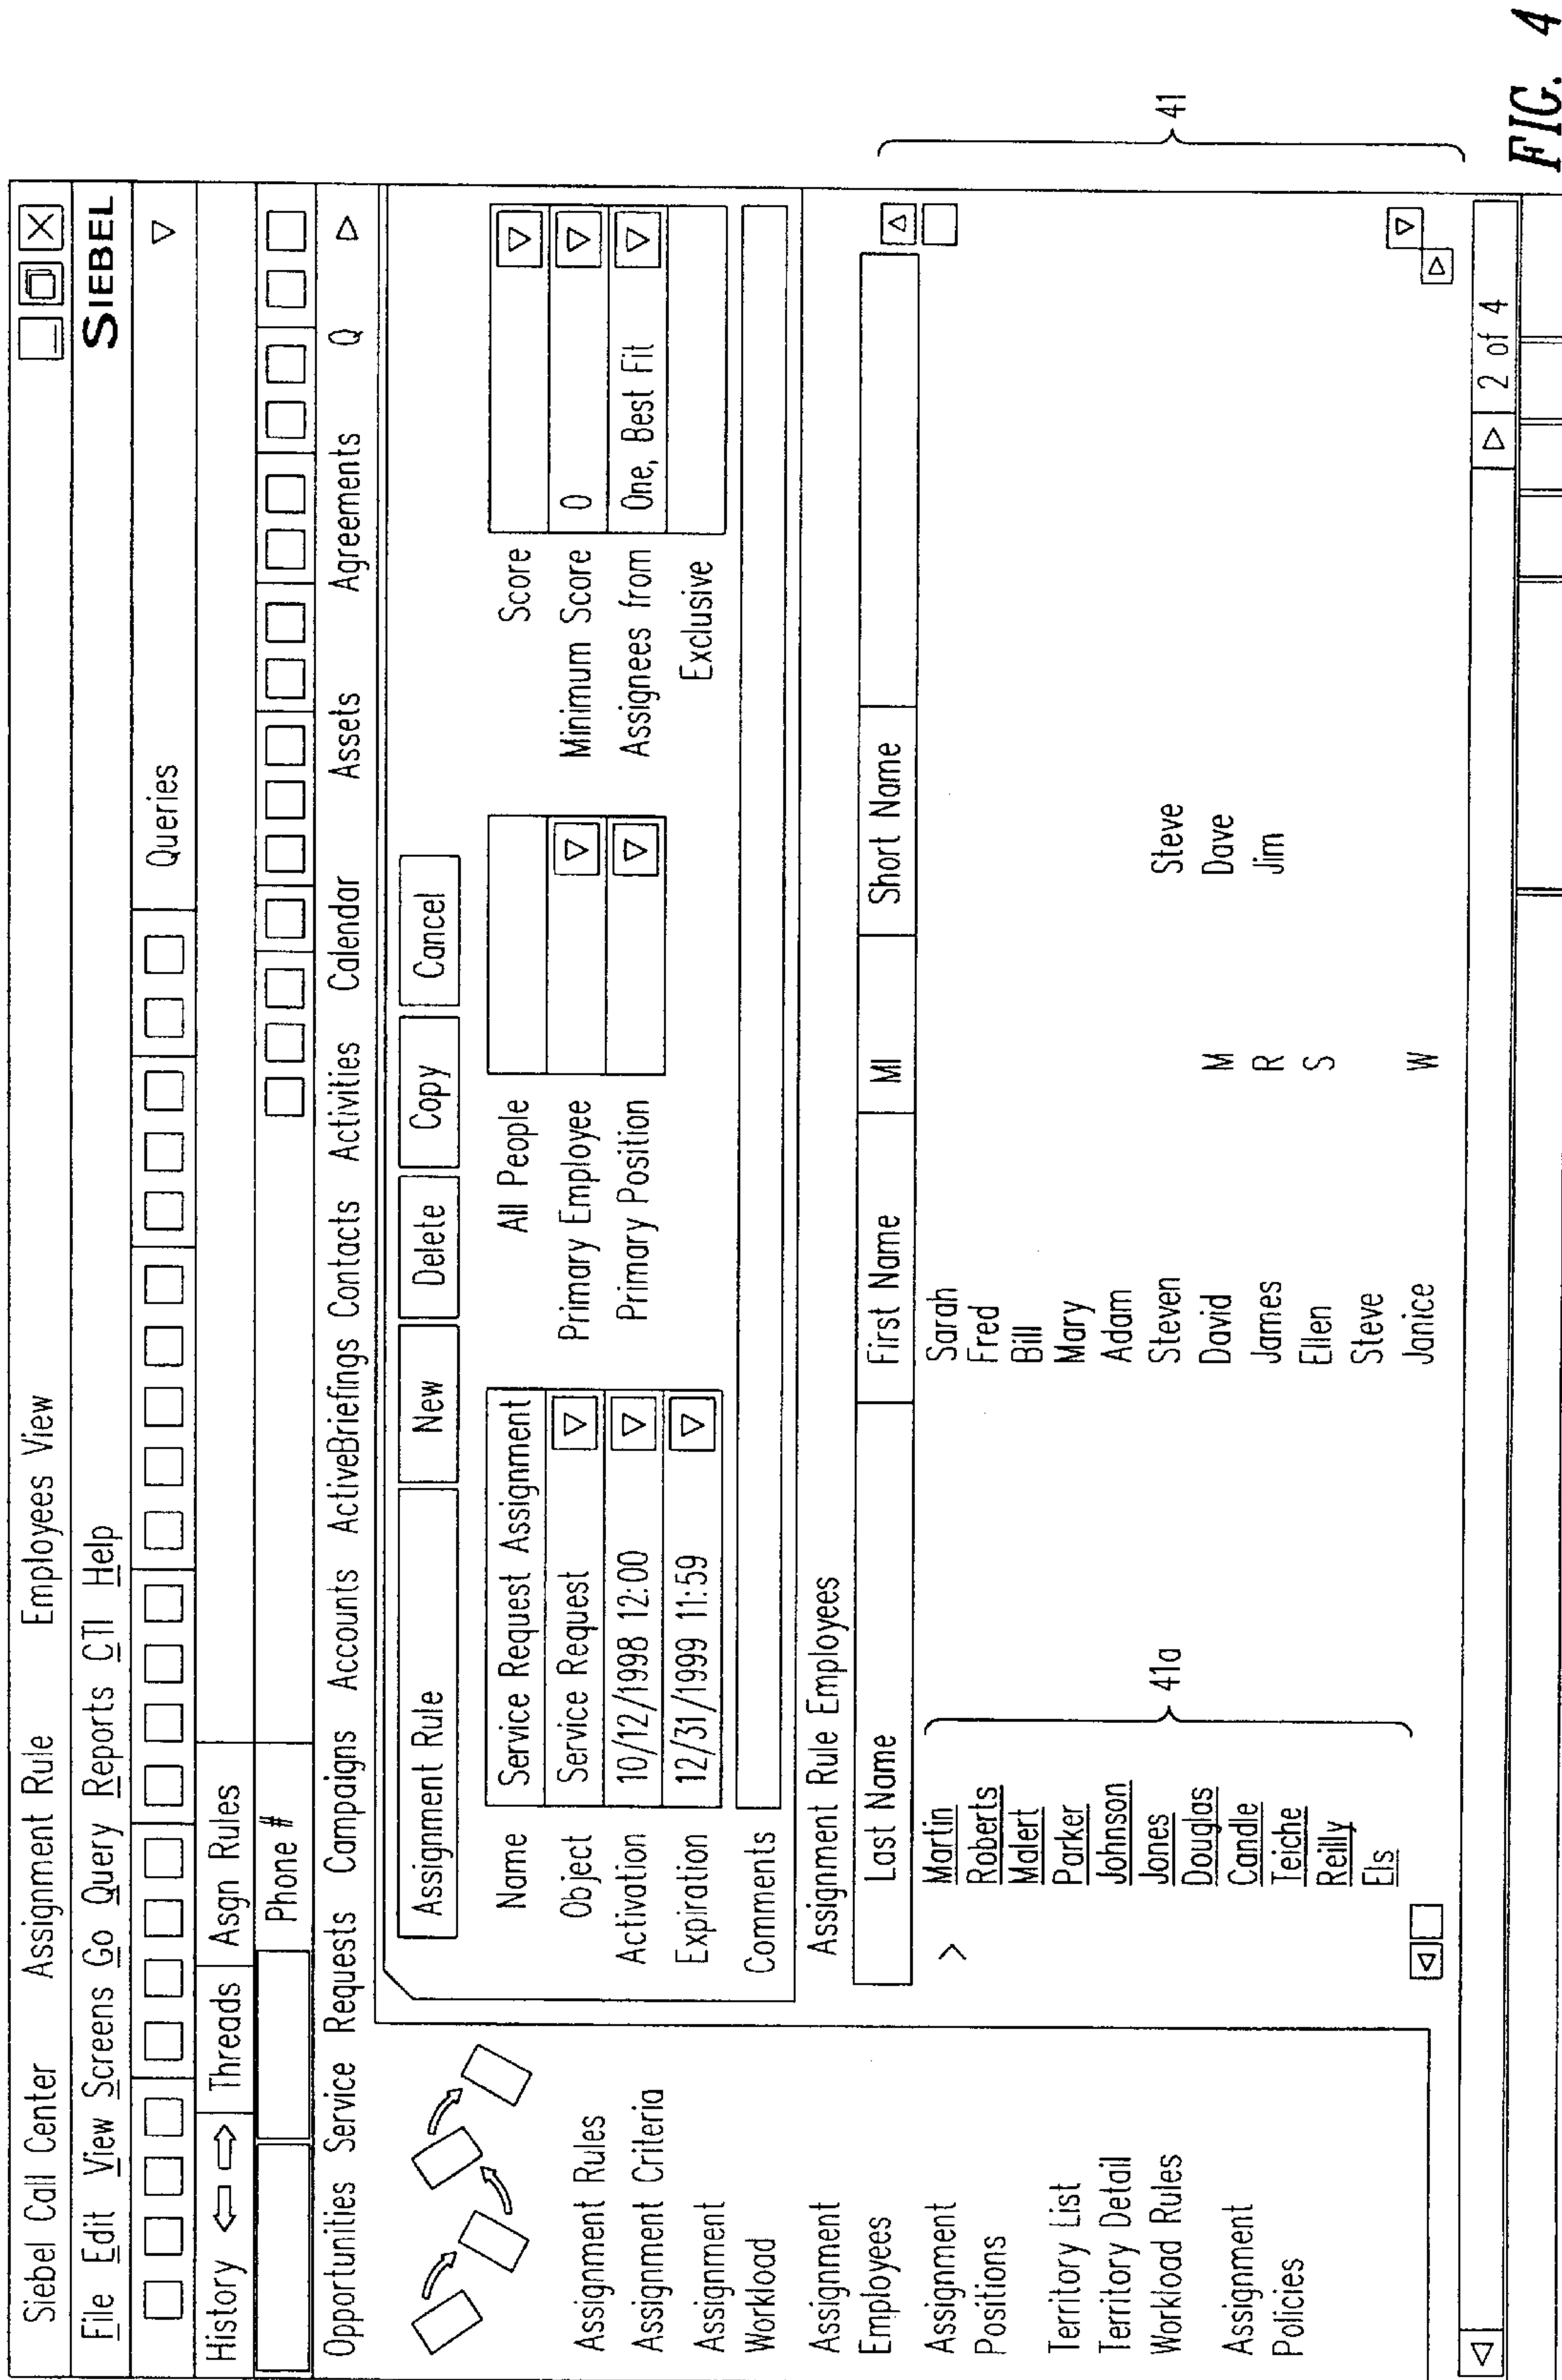 Siebel Call Center Assignment Rule Employees View
File Edit View Screens Go Query Reports CTI Help SIEBEL
Queries
History Threads Asgn Rules
Phone #
Opportunities Service Requests Campaigns Accounts ActiveBriefings Contacts Activities Calendar Assets Agreements Q
Assignment Rules
Assignment Criteria
Assignment
Workload
Assignment
Employees
Assignment
Positions
Territory List
Territory Detail
Workload Rules
Assignment
Policies
Assignment Rule New Delete Copy Cancel
Name Service Request Assignment All People Score
Object Service Request Primary Employee Minimum Score 0
Activation 10/12/1998 12:00 Primary Position Assignees from One, Best Fit
Expiration 12/31/1999 11:59 Exclusive
Comments
Assignment Rule Employees
Last Name First Name MI Short Name
> Martin Sarah
Roberts Fred
Malert Bill
Parker Mary
Johnson Adam
Jones Steven Steve
Douglas David M Dave
Candle James R Jim
Teiche Ellen S
Reilly Steve
Els Janice W
41a
41
2 of 4
FIG. 4